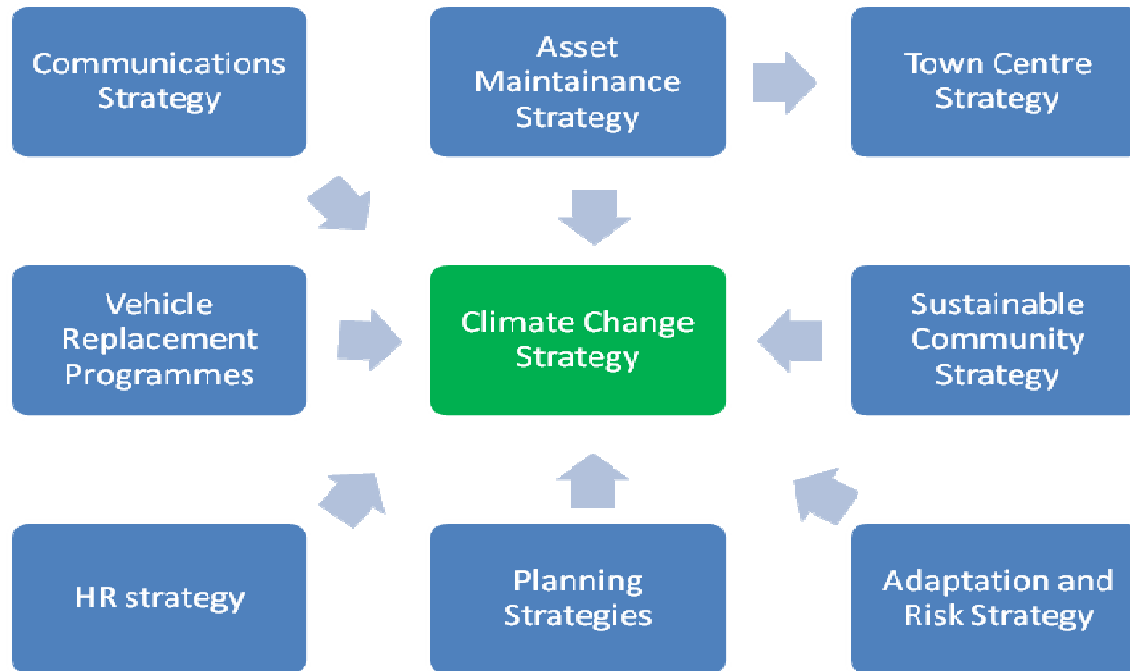 Communications
Strategy
Asset
Maintainance
Strategy
Town Centre
Strategy
Vehicle
Replacement
Programmes
Climate Change
Strategy
Sustainable
Community
Strategy
HR strategy
Planning
Strategies
Adaptation and
Risk Strategy